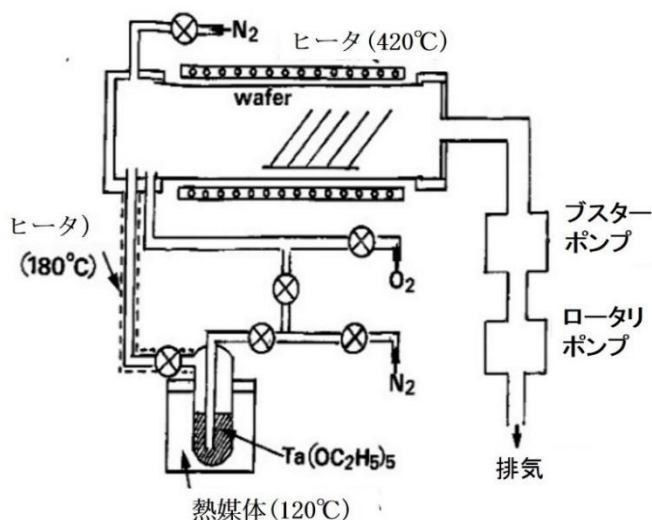 N2
ヒータ(420℃)
wafer
ヒータ)
(180℃)
O2
N2
ブスター
ポンプ
ロータリ
ポンプ
Ta(OC2H5)5
排気
熱媒体(120℃)